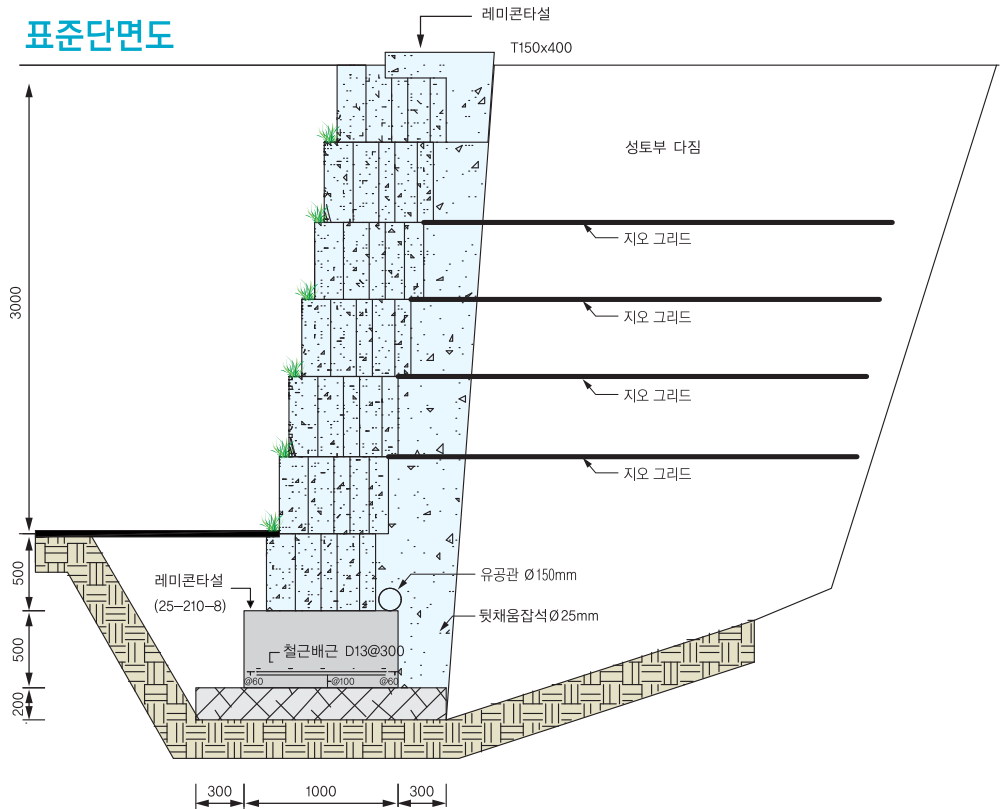 표준단면도
레미콘타설
T150x400
성토부 다짐
지오 그리드
지오 그리드
3000
지오 그리드
지오 그리드
500
레미콘타설
(25-210-8)
유공관 Ø150mm
뒷채움잡석Ø25mm
500
철근배근 D13@300
@60
@100
@60
200
300
1000
300